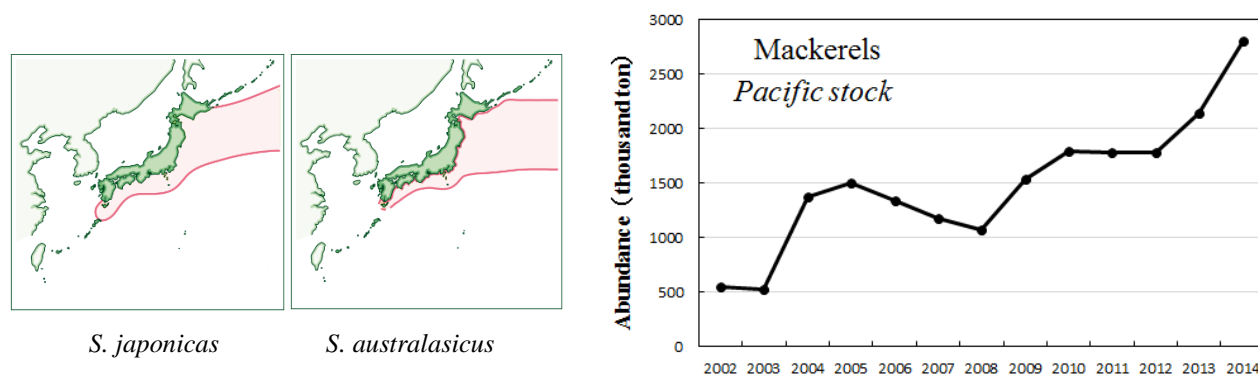 S. japonicas
S. australasicus
Mackerels
Pacific stock
Abundance (thousand ton)
3000
2500
2000
1500
1000
500
0
2002 2003 2004 2005 2006 2007 2008 2009 2010 2011 2012 2013 2014